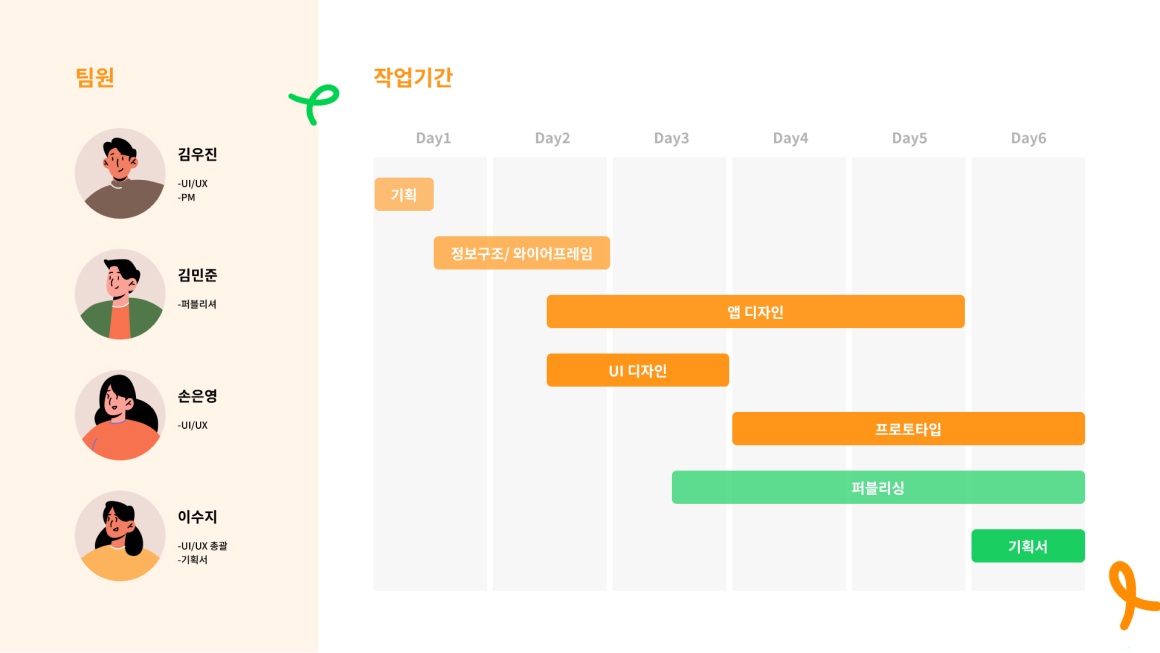 팀원
김우진
-UI/UX
-PM
김민준
-퍼블리셔
손은영
-UI/UX
이수지
-UI/UX 총괄
-기획서
작업기간
Day1 Day2 Day3 Day4 Day5 Day6
기획
정보구조/ 와이어프레임
앱 디자인
UI 디자인
프로토타입
퍼블리싱
기획서